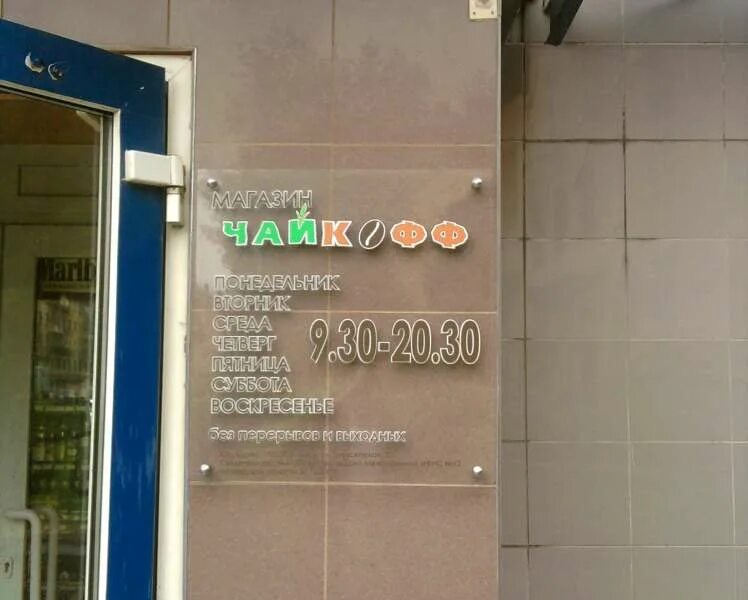 МАГАЗИН
ЧАЙКОФФ
ПОНЕДЕЛЬНИК
ВТОРНИК
СРЕДА
ЧЕТВЕРГ
ПЯТНИЦА
СУББОТА
ВОСКРЕСЕНЬЕ
9.30-20.30
без перерывов и выходных